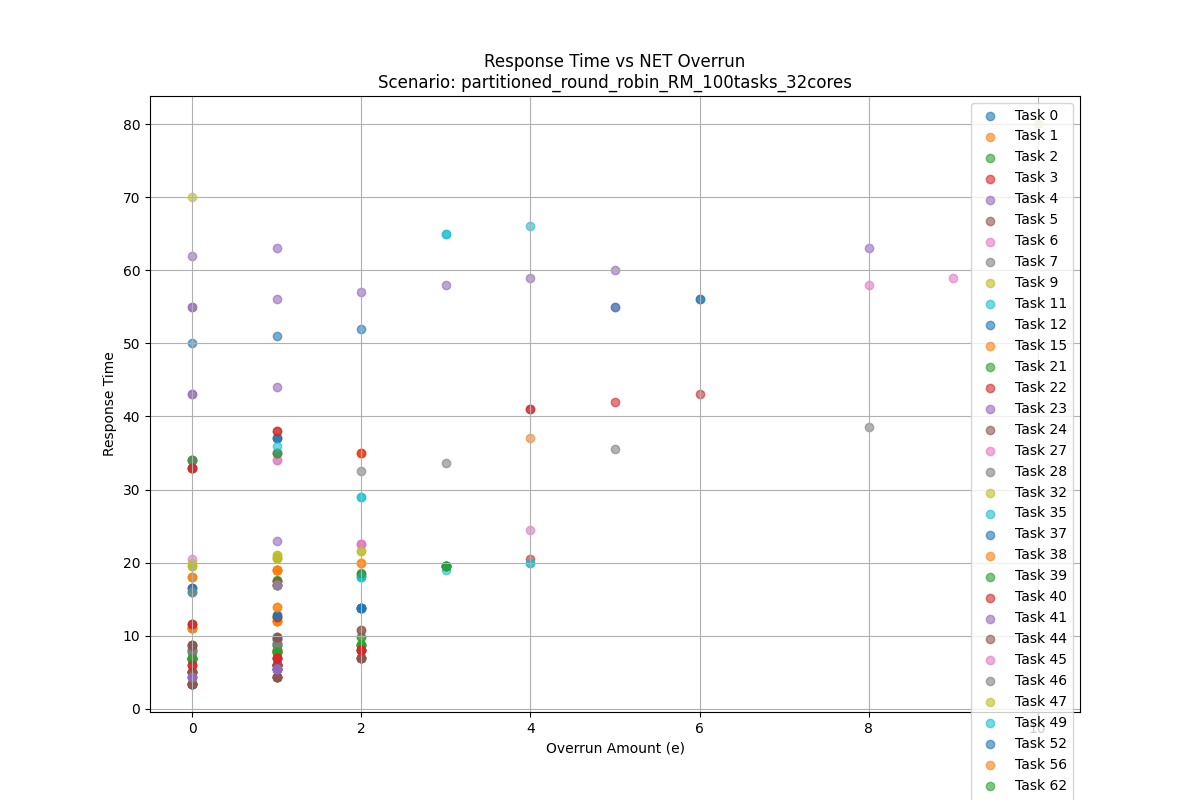 Response Time vs NET Overrun
Scenario: partitioned_round_robin_RM_100tasks_32cores
Response Time
80
70
60
50
40
30
20
10
0
0
2
4
6
8
10
Overrun Amount (e)
Task 0
Task 1
Task 2
Task 3
Task 4
Task 5
Task 6
Task 7
Task 9
Task 11
Task 12
Task 15
Task 21
Task 22
Task 23
Task 24
Task 27
Task 28
Task 32
Task 35
Task 37
Task 38
Task 39
Task 40
Task 41
Task 44
Task 45
Task 46
Task 47
Task 49
Task 52
Task 56
Task 62